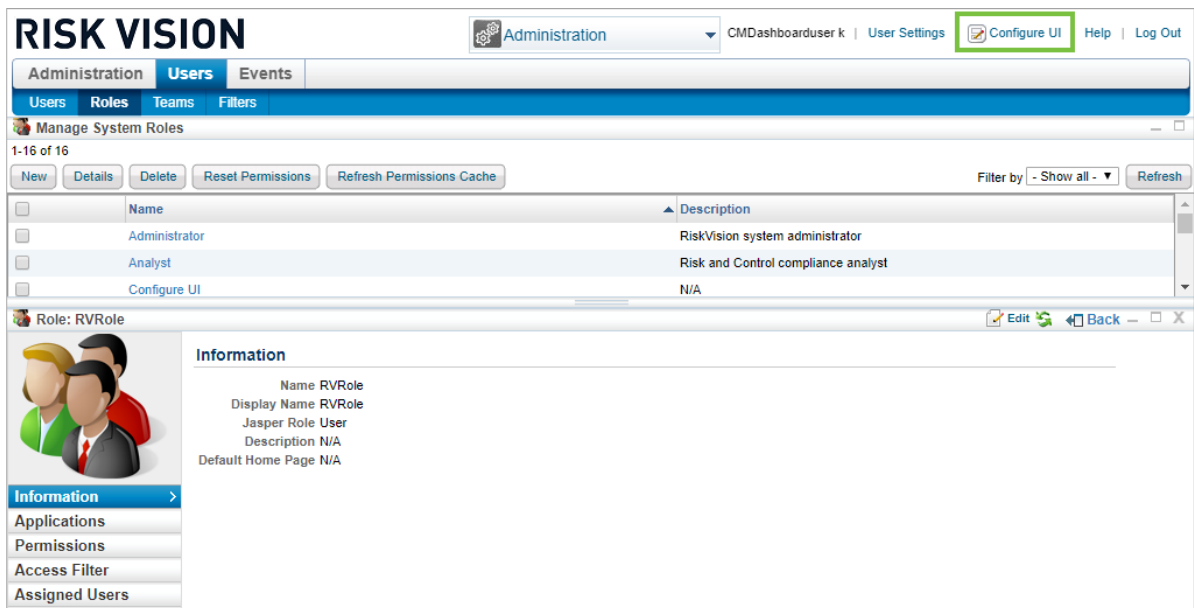 RISK VISION
Administration CMDashboarduser k | User Settings Configure UI Help | Log Out
Administration Users Events
Users Roles Teams Filters
Manage System Roles
1-16 of 16
New Details Delete Reset Permissions Refresh Permissions Cache Filter by - Show all - Refresh
Name Description
Administrator RiskVision system administrator
Analyst Risk and Control compliance analyst
Configure UI N/A
Role: RVRole Edit Back X
Information
Name RVRole
Display Name RVRole
Jasper Role User
Description N/A
Default Home Page N/A
Information
Applications
Permissions
Access Filter
Assigned Users